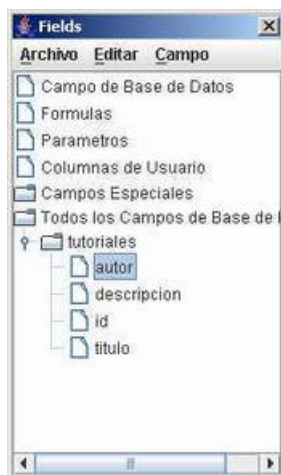 Fields
Archivo Editar Campo
Campo de Base de Datos
Formulas
Parametros
Columnas de Usuario
Campos Especiales
Todos los Campos de Base de
tutoriales
autor
descripcion
id
titulo